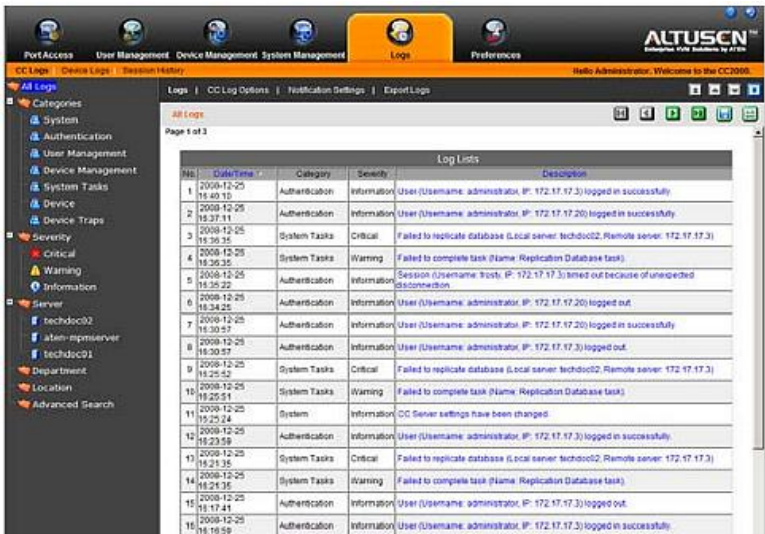 Port Access User Management Device Management System Management Logs Preferences
ALTUSEN™
Enterprise KVM Solutions by ATEN
CC Logs Device Logs Session History
Hello Administrator. Welcome to the CC2000.
All Logs
Categories
System
Authentication
User Management
Device Management
System Tasks
Device
Device Traps
Severity
Critical
Warning
Information
Server
techdoc02
aten-mpmserver
techdoc01
Department
Location
Advanced Search
Logs | CC Log Options | Notification Settings | Export Logs
All Logs
Page 1 of 3
Log Lists
No. Date/Time Category Severity Description
1 2008-12-25 16:40:10 Authentication Information User (Username: administrator, IP: 172.17.17.3) logged in successfully.
2 2008-12-25 16:37:11 Authentication Information User (Username: administrator, IP: 172.17.17.20) logged in successfully.
3 2008-12-25 16:36:35 System Tasks Critical Failed to replicate database (Local server: techdoc02, Remote server: 172.17.17.3)
4 2008-12-25 16:36:35 System Tasks Warning Failed to complete task (Name: Replication Database task).
5 2008-12-25 16:35:22 Authentication Information Session (Username: frosty, IP: 172.17.17.3) timed out because of unexpected disconnection.
6 2008-12-25 16:34:25 Authentication Information User (Username: administrator, IP: 172.17.17.20) logged out.
7 2008-12-25 16:30:57 Authentication Information User (Username: administrator, IP: 172.17.17.20) logged in successfully.
8 2008-12-25 16:30:57 Authentication Information User (Username: administrator, IP: 172.17.17.3) logged out.
9 2008-12-25 16:25:52 System Tasks Critical Failed to replicate database (Local server: techdoc02, Remote server: 172.17.17.3)
10 2008-12-25 16:25:51 System Tasks Warning Failed to complete task (Name: Replication Database task).
11 2008-12-25 16:25:24 System Information CC Server settings have been changed.
12 2008-12-25 16:23:59 Authentication Information User (Username: administrator, IP: 172.17.17.3) logged in successfully.
13 2008-12-25 16:21:35 System Tasks Critical Failed to replicate database (Local server: techdoc02, Remote server: 172.17.17.3)
14 2008-12-25 16:21:35 System Tasks Warning Failed to complete task (Name: Replication Database task).
15 2008-12-25 16:17:41 Authentication Information User (Username: administrator, IP: 172.17.17.3) logged out.
16 2008-12-25 16:16:59 Authentication Information User (Username: administrator, IP: 172.17.17.3) logged in successfully.